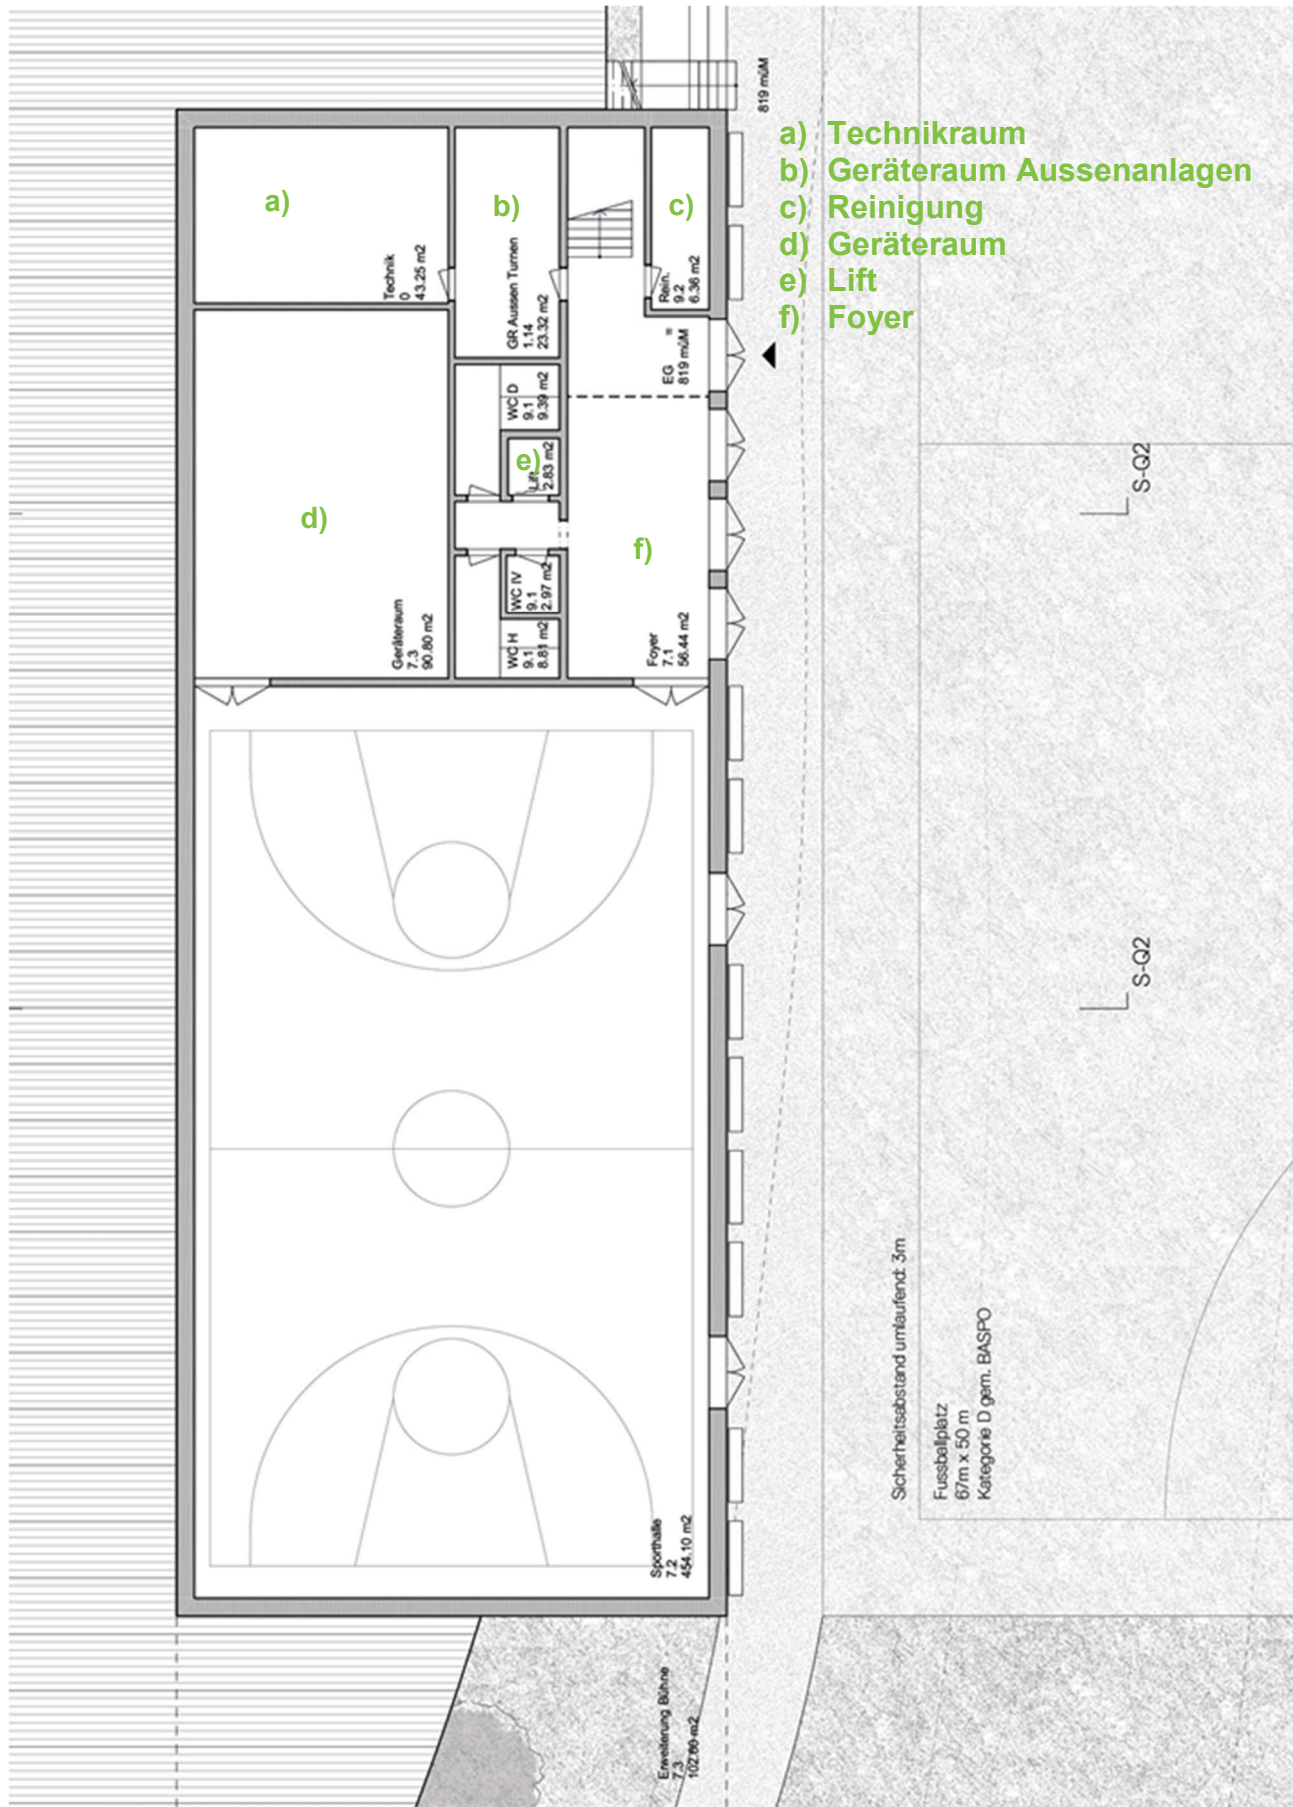 819 müM
a) Technikraum
b) Geräteraum Aussenanlagen
c) Reinigung
d) Geräteraum
e) Lift
f) Foyer
a)
b)
c)
Technik
0
43.25 m2
GR Aussen Turnen
1.14
23.32 m2
Rein.
9.2
6.36 m2
EG =
819 müM
WC D
9.1
9.39 m2
e)
Lift
2.83 m2
S-Q2
d)
f)
WC IV
9.1
2.97 m2
Geräteraum
7.3
90.80 m2
WC H
9.1
8.81 m2
Foyer
7.1
56.44 m2
S-Q2
Sicherheitsabstand umlaufend: 3m
Fussballplatz
67m x 50 m
Kategorie D gem. BASPO
Sporthalle
7.2
454.10 m2
Erweiterung Bühne
7.3
102.60 m2